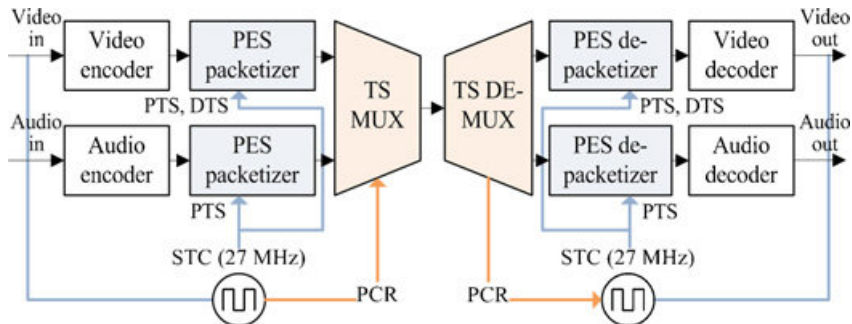 Video
in
Video
encoder
PES
packetizer
PTS, DTS
Audio
in
Audio
encoder
PES
packetizer
PTS
STC (27 MHz)
PCR
TS
MUX
TS DE-
MUX
PES de-
packetizer
Video
decoder
Video
out
PTS, DTS
PES de-
packetizer
Audio
decoder
Audio
out
PTS
STC (27 MHz)
PCR